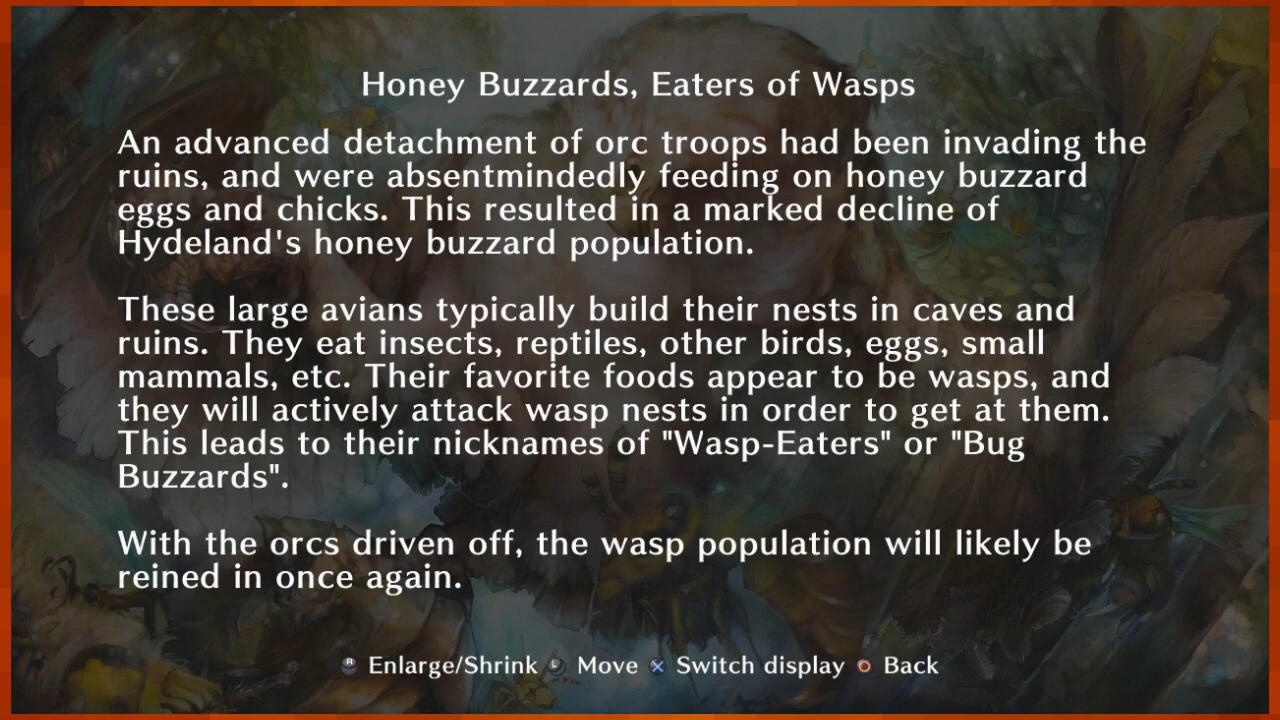 Honey Buzzards, Eaters of Wasps
An advanced detachment of orc troops had been invading the
ruins, and were absentmindedly feeding on honey buzzard
eggs and chicks. This resulted in a marked decline of
Hydeland's honey buzzard population.
These large avians typically build their nests in caves and
ruins. They eat insects, reptiles, other birds, eggs, small
mammals, etc. Their favorite foods appear to be wasps, and
they will actively attack wasp nests in order to get at them.
This leads to their nicknames of "Wasp-Eaters" or "Bug
Buzzards".
With the orcs driven off, the wasp population will likely be
reined in once again.
R Enlarge/Shrink L Move Switch display Back